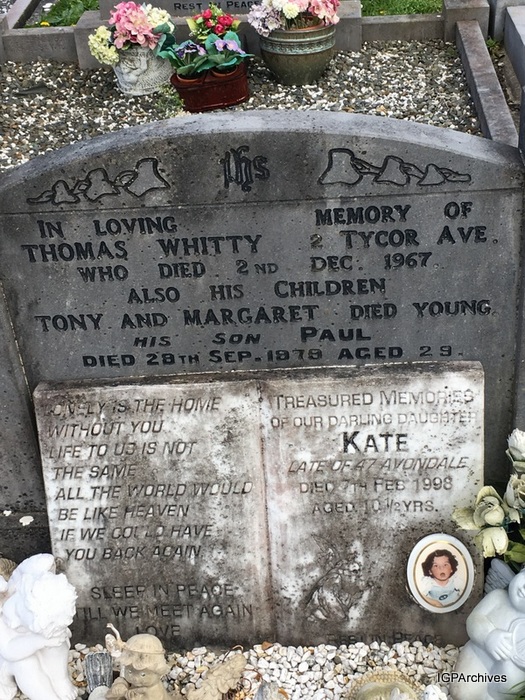 REST IN PEACE
IHS
IN LOVING MEMORY OF
THOMAS WHITTY 2 TYCOR AVE.
WHO DIED 2ND DEC. 1967
ALSO HIS CHILDREN
TONY AND MARGARET DIED YOUNG
HIS SON PAUL
DIED 28TH SEP. 1978 AGED 29.
LONELY IS THE HOME
WITHOUT YOU
LIFE TO US IS NOT
THE SAME
ALL THE WORLD WOULD
BE LIKE HEAVEN
IF WE COULD HAVE
YOU BACK AGAIN
SLEEP IN PEACE
TILL WE MEET AGAIN
LOVE
TREASURED MEMORIES
OF OUR DARLING DAUGHTER
KATE
LATE OF 47 AVONDALE
DIED 7TH FEB 1998
AGED 10½ YRS.
REST IN PEACE
IGPArchives